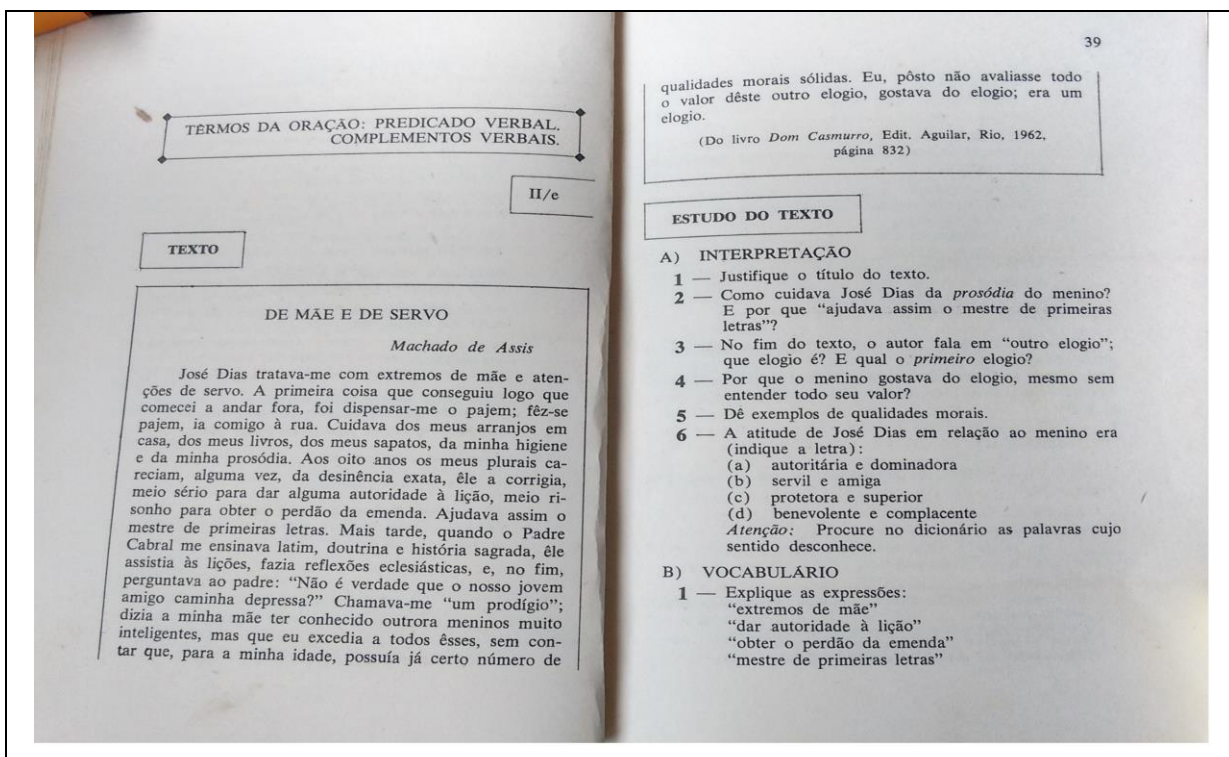 TÊRMOS DA ORAÇÃO: PREDICADO VERBAL.
COMPLEMENTOS VERBAIS.
II/e
TEXTO
DE MÃE E DE SERVO
Machado de Assis
José Dias tratava-me com extremos de mãe e aten-
ções de servo. A primeira coisa que conseguiu logo que
comecei a andar fora, foi dispensar-me o pajem; fêz-se
pajem, ia comigo à rua. Cuidava dos meus arranjos em
casa, dos meus livros, dos meus sapatos, da minha higiene
e da minha prosódia. Aos oito anos os meus plurais ca-
reciam, alguma vez, da desinência exata, êle a corrigia,
meio sério para dar alguma autoridade à lição, meio ri-
sonho para obter o perdão da emenda. Ajudava assim o
mestre de primeiras letras. Mais tarde, quando o Padre
Cabral me ensinava latim, doutrina e história sagrada, êle
assistia às lições, fazia reflexões eclesiásticas, e, no fim,
perguntava ao padre: “Não é verdade que o nosso jovem
amigo caminha depressa?” Chamava-me “um prodígio”;
dizia a minha mãe ter conhecido outrora meninos muito
inteligentes, mas que eu excedia a todos êsses, sem con-
tar que, para a minha idade, possuía já certo número de
39
qualidades morais sólidas. Eu, pôsto não avaliasse todo
o valor dêste outro elogio, gostava do elogio; era um
elogio.
(Do livro Dom Casmurro, Edit. Aguilar, Rio, 1962,
página 832)
ESTUDO DO TEXTO
A) INTERPRETAÇÃO
1 — Justifique o título do texto.
2 — Como cuidava José Dias da prosódia do menino?
E por que “ajudava assim o mestre de primeiras
letras”?
3 — No fim do texto, o autor fala em “outro elogio”;
que elogio é? E qual o primeiro elogio?
4 — Por que o menino gostava do elogio, mesmo sem
entender todo seu valor?
5 — Dê exemplos de qualidades morais.
6 — A atitude de José Dias em relação ao menino era
(indique a letra):
(a) autoritária e dominadora
(b) servil e amiga
(c) protetora e superior
(d) benevolente e complacente
Atenção: Procure no dicionário as palavras cujo
sentido desconhece.
B) VOCABULÁRIO
1 — Explique as expressões:
“extremos de mãe”
“dar autoridade à lição”
“obter o perdão da emenda”
“mestre de primeiras letras”